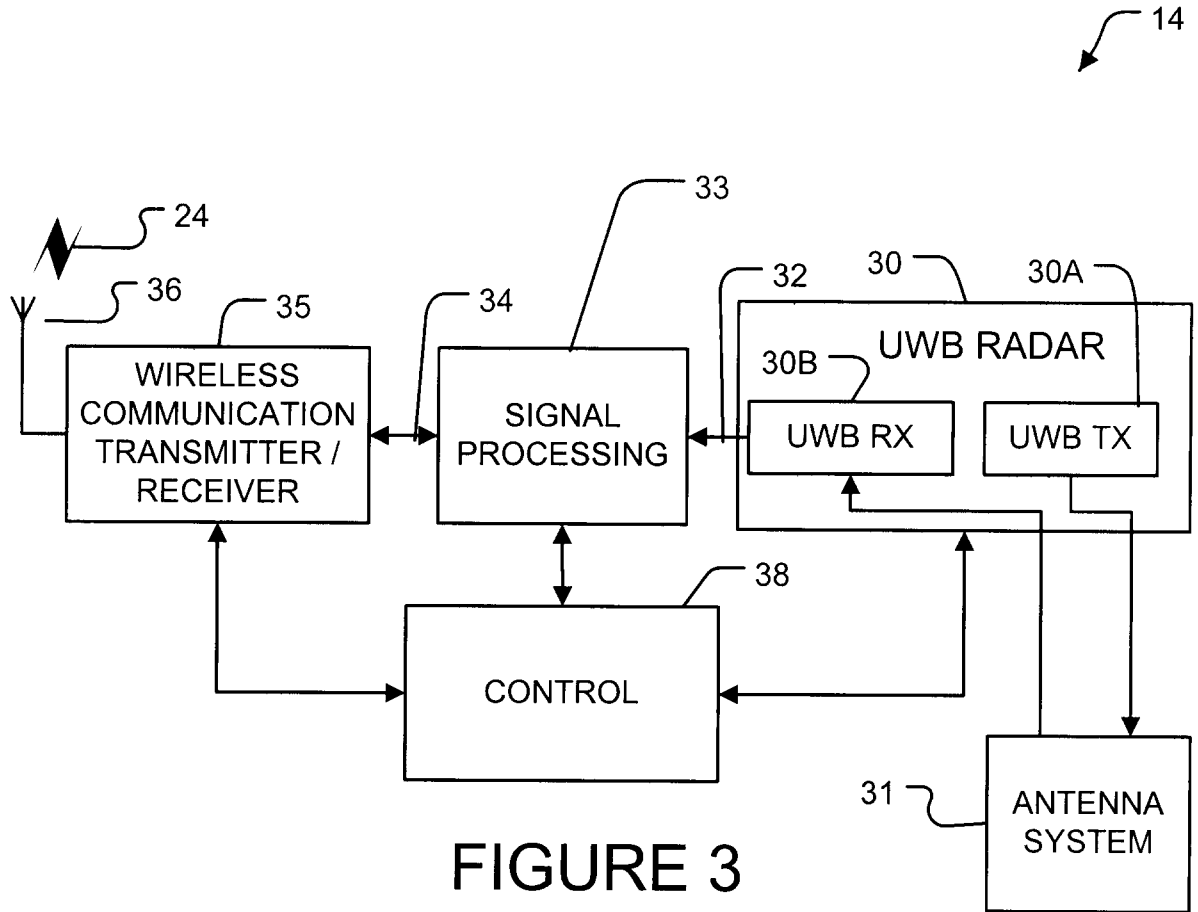 14
33
24
32
30
30A
36
35
34
UWB RADAR
WIRELESS
COMMUNICATION
TRANSMITTER /
RECEIVER
SIGNAL
PROCESSING
30B
UWB RX
UWB TX
38
CONTROL
31
ANTENNA
SYSTEM
FIGURE 3